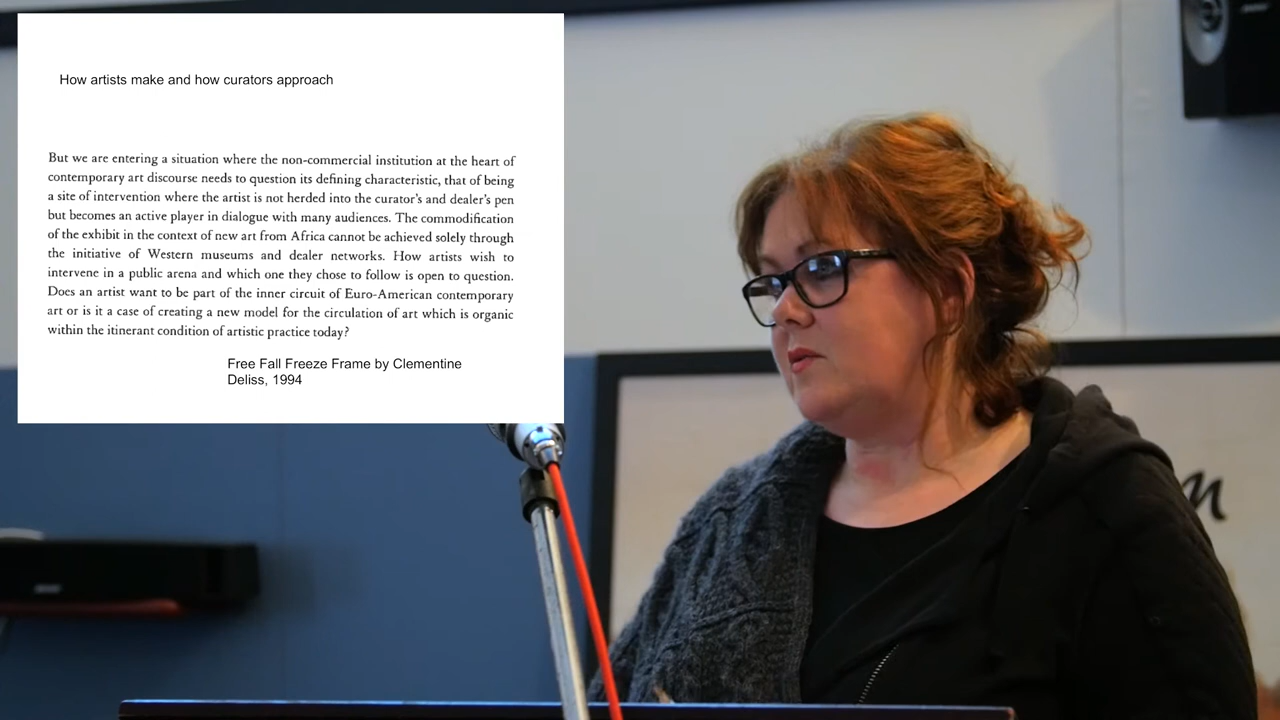 How artists make and how curators approach
But we are entering a situation where the non-commercial institution at the heart of
contemporary art discourse needs to question its defining characteristic, that of being
a site of intervention where the artist is not herded into the curator's and dealer's pen
but becomes an active player in dialogue with many audiences. The commodification
of the exhibit in the context of new art from Africa cannot be achieved solely through
the initiative of Western museums and dealer networks. How artists wish to
intervene in a public arena and which one they chose to follow is open to question.
Does an artist want to be part of the inner circuit of Euro-American contemporary
art or is it a case of creating a new model for the circulation of art which is organic
within the itinerant condition of artistic practice today?
Free Fall Freeze Frame by Clementine
Deliss, 1994